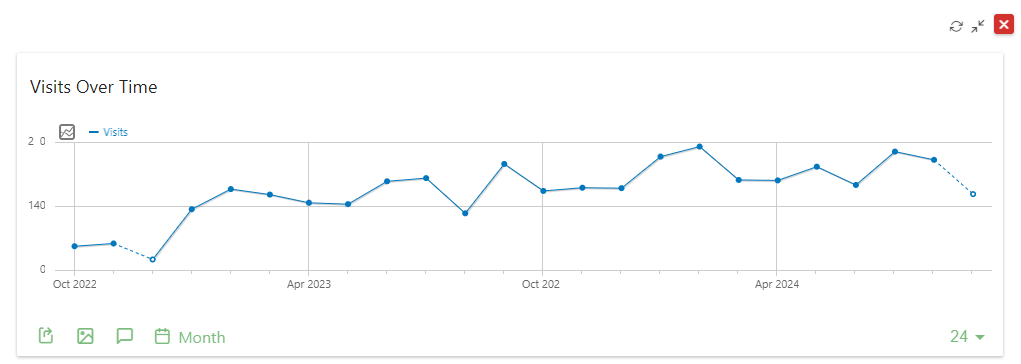 Visits Over Time
Visits
2 0
140
0
Oct 2022
Apr 2023
Oct 202
Apr 2024
Month
24